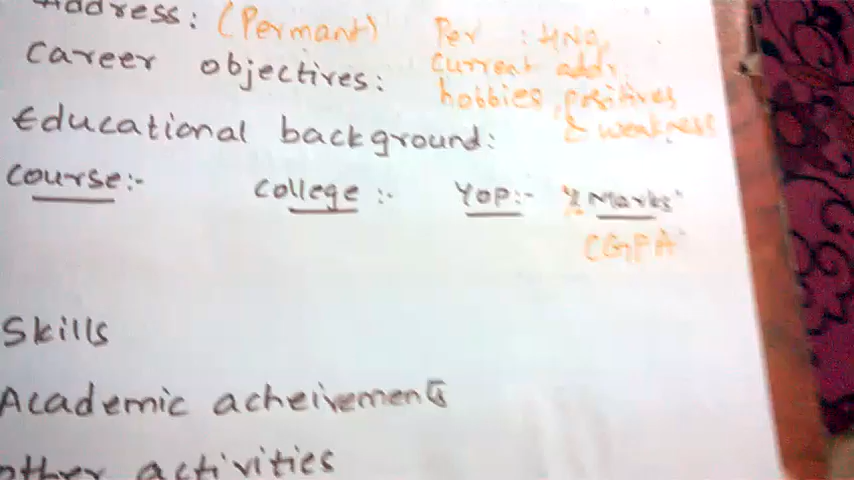 Address: (Permant) Per : HNO,
Career objectives: current addr,
hobbies, positives
Educational background: & weakness
Course:- College :- YOP:- % Marks
CGPA
Skills
Academic acheivements
other activities